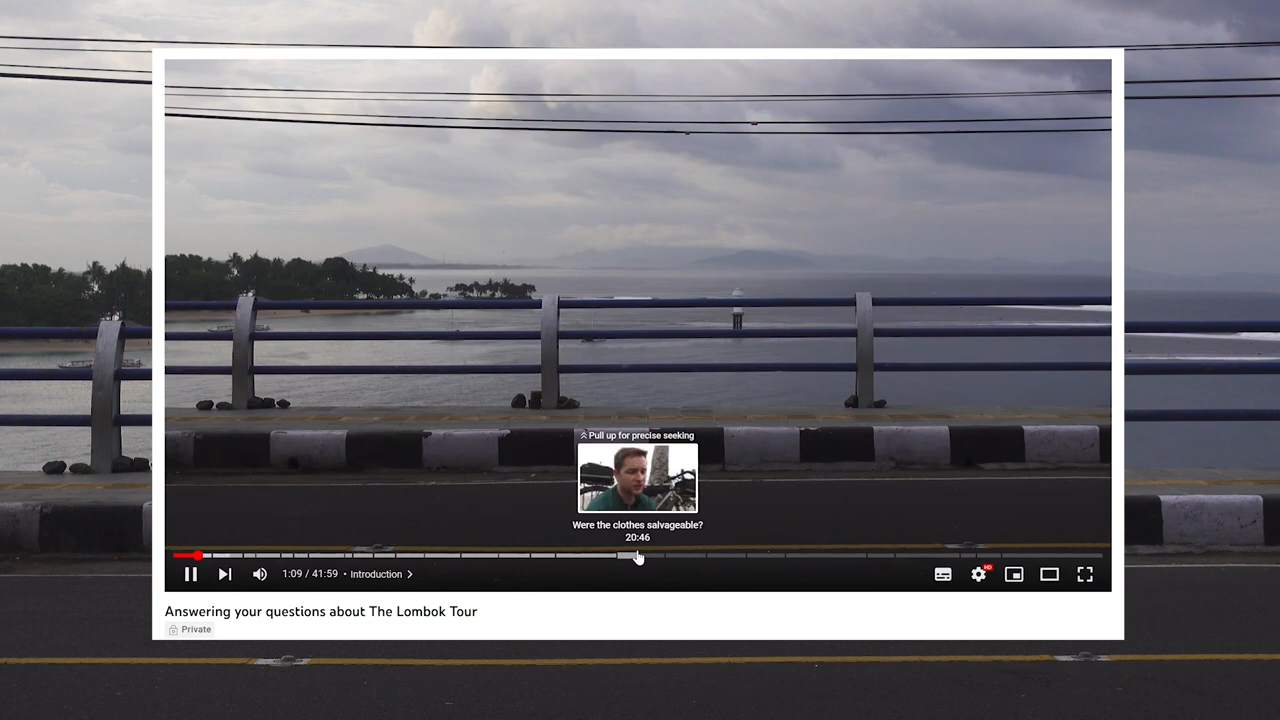 Pull up for precise seeking
Were the clothes salvageable?
20:46
1:09 / 41:59 • Introduction
HD
Answering your questions about The Lombok Tour
Private